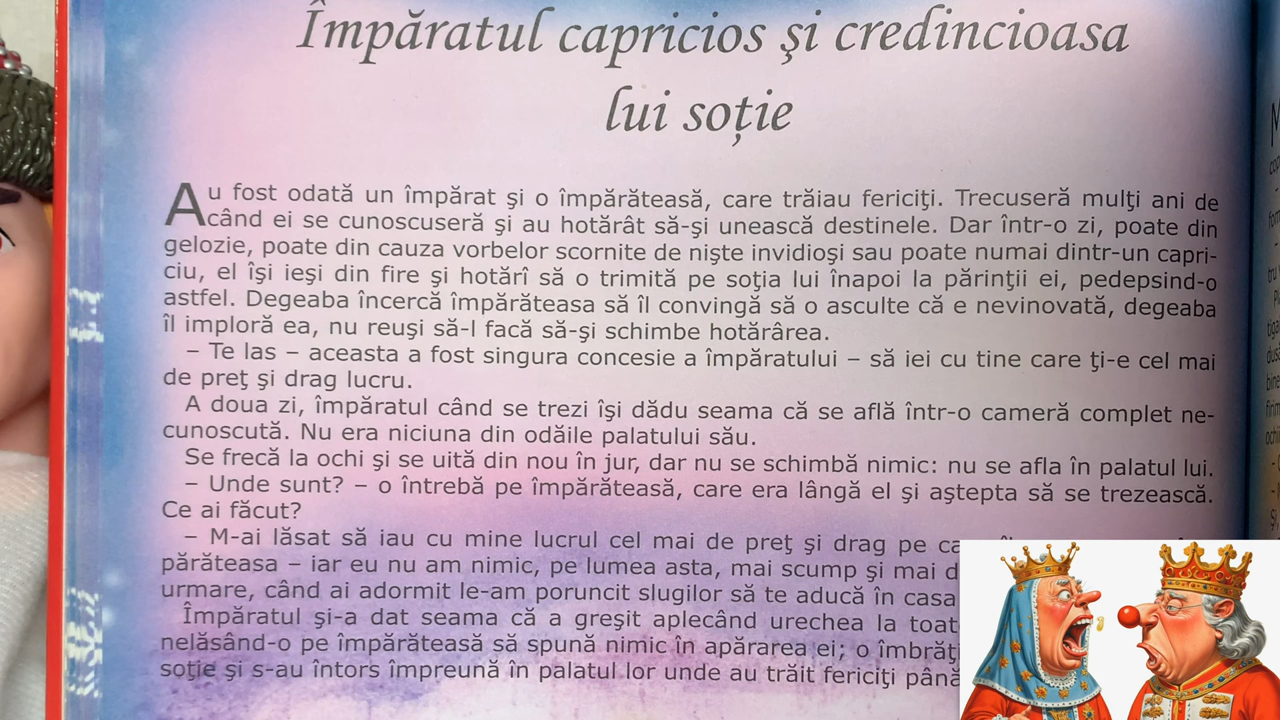 Împăratul capricios şi credincioasa
lui soție
Au fost odată un împărat şi o împărăteasă, care trăiau fericiţi. Trecuseră mulţi ani de
când ei se cunoscuseră şi au hotărât să-şi unească destinele. Dar într-o zi, poate din
gelozie, poate din cauza vorbelor scornite de nişte invidioşi sau poate numai dintr-un capri-
ciu, el îşi ieşi din fire şi hotărî să o trimită pe soţia lui înapoi la părinţii ei, pedepsind-o
astfel. Degeaba încercă împărăteasa să îl convingă să o asculte că e nevinovată, degeaba
îl imploră ea, nu reuşi să-l facă să-şi schimbe hotărârea.
– Te las – aceasta a fost singura concesie a împăratului – să iei cu tine care ţi-e cel mai
de preţ şi drag lucru.
A doua zi, împăratul când se trezi îşi dădu seama că se află într-o cameră complet ne-
cunoscută. Nu era niciuna din odăile palatului său.
Se frecă la ochi şi se uită din nou în jur, dar nu se schimbă nimic: nu se afla în palatul lui.
– Unde sunt? – o întrebă pe împărăteasă, care era lângă el şi aştepta să se trezească.
Ce ai făcut?
– M-ai lăsat să iau cu mine lucrul cel mai de preţ şi drag pe
părăteasa – iar eu nu am nimic, pe lumea asta, mai scump şi mai
urmare, când ai adormit le-am poruncit slugilor să te aducă în casa
Împăratul şi-a dat seama că a greşit aplecând urechea la
nelăsând-o pe împărăteasă să spună nimic în apărarea ei; o
soţie şi s-au întors împreună în palatul lor unde au trăit fericiţi până